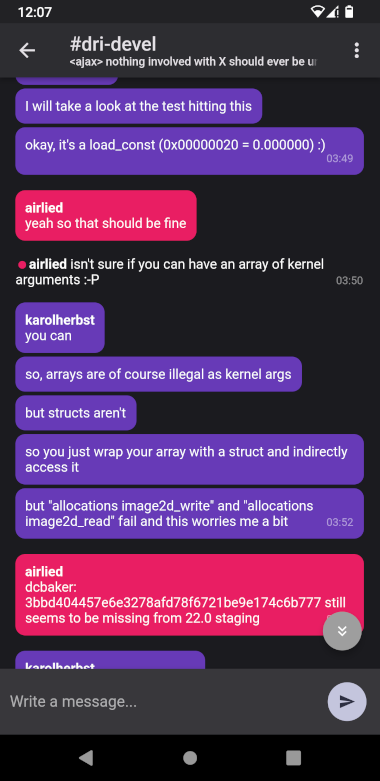 12:07
#dri-devel
<ajax> nothing involved with X should ever be
I will take a look at the test hitting this
okay, it's a load_const (0x00000020 = 0.000000) :)
03:49
airlied
yeah so that should be fine
airlied isn't sure if you can have an array of kernel
arguments :-P
03:50
karolherbst
you can
so, arrays are of course illegal as kernel args
but structs aren't
so you just wrap your array with a struct and indirectly
access it
but "allocations image2d_write" and "allocations
image2d_read" fail and this worries me a bit
03:52
airlied
dcbaker:
3bbd404457e6e3278afd78f6721be9e174c6b777 still
seems to be missing from 22.0 staging
karolherbst
Write a message...